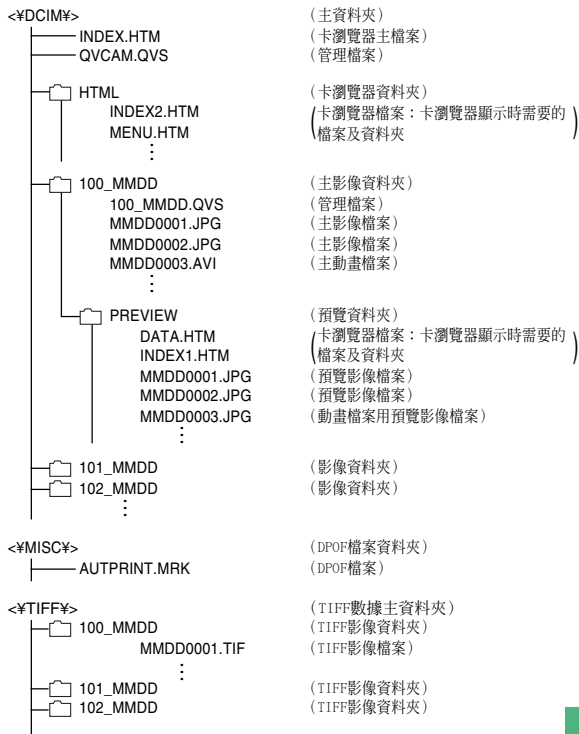 <¥DCIM¥> (主資料夾)
INDEX.HTM (卡瀏覽器主檔案)
QVCAM.QVS (管理檔案)
HTML (卡瀏覽器資料夾)
INDEX2.HTM (卡瀏覽器檔案：卡瀏覽器顯示時需要的
MENU.HTM 檔案及資料夾)
⋮
100_MMDD (主影像資料夾)
100_MMDD.QVS (管理檔案)
MMDD0001.JPG (主影像檔案)
MMDD0002.JPG (主影像檔案)
MMDD0003.AVI (主動畫檔案)
⋮
PREVIEW (預覽資料夾)
DATA.HTM (卡瀏覽器檔案：卡瀏覽器顯示時需要的
INDEX1.HTM 檔案及資料夾)
MMDD0001.JPG (預覽影像檔案)
MMDD0002.JPG (預覽影像檔案)
MMDD0003.JPG (動畫檔案用預覽影像檔案)
⋮
101_MMDD (影像資料夾)
102_MMDD (影像資料夾)
⋮
<¥MISC¥> (DPOF檔案資料夾)
AUTPRINT.MRK (DPOF檔案)
<¥TIFF¥> (TIFF數據主資料夾)
100_MMDD (TIFF影像資料夾)
MMDD0001.TIF (TIFF影像檔案)
⋮
101_MMDD (TIFF影像資料夾)
102_MMDD (TIFF影像資料夾)